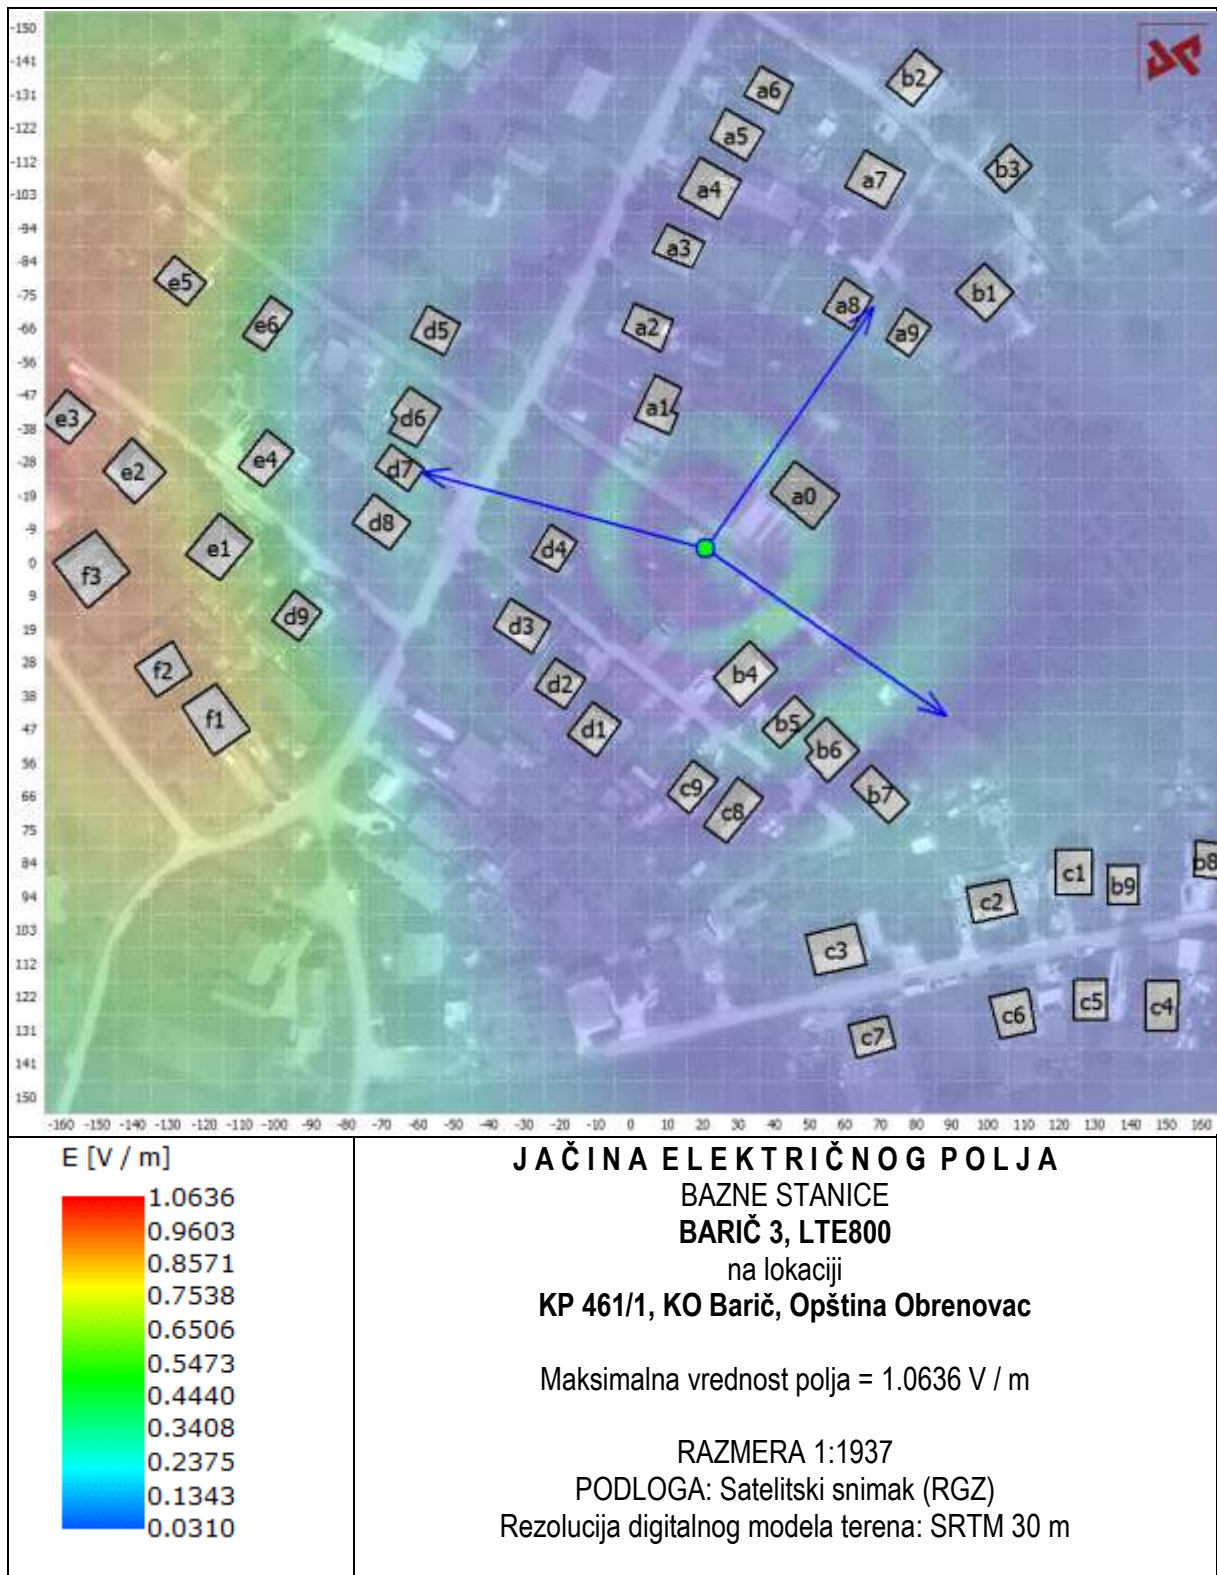 -150
-141
-131
-122
-112
-103
-94
-84
-75
-66
-56
-47
-38
-28
-19
-9
0
9
19
28
38
47
56
66
75
84
94
103
112
122
131
141
150
a6
b2
a5
b3
a4
a7
a3
e5
b1
a8
e6
d5
a2
a9
e3
d6
a1
e2
e4
d7
a0
d8
e1
d4
f3
d9
d3
f2
b4
d2
f1
d1
b5
b6
c9
b7
c8
b8
c1
b9
c2
c3
c5
c4
c6
c7
-160 -150 -140 -130 -120 -110 -100 -90 -80 -70 -60 -50 -40 -30 -20 -10 0 10 20 30 40 50 60 70 80 90 100 110 120 130 140 150 160
E [V / m]
1.0636
0.9603
0.8571
0.7538
0.6506
0.5473
0.4440
0.3408
0.2375
0.1343
0.0310
JAČINA ELEKTRIČNOG POLJA
BAZNE STANICE
BARIČ 3, LTE800
na lokaciji
KP 461/1, KO Barič, Opština Obrenovac
Maksimalna vrednost polja = 1.0636 V / m
RAZMERA 1:1937
PODLOGA: Satelitski snimak (RGZ)
Rezolucija digitalnog modela terena: SRTM 30 m